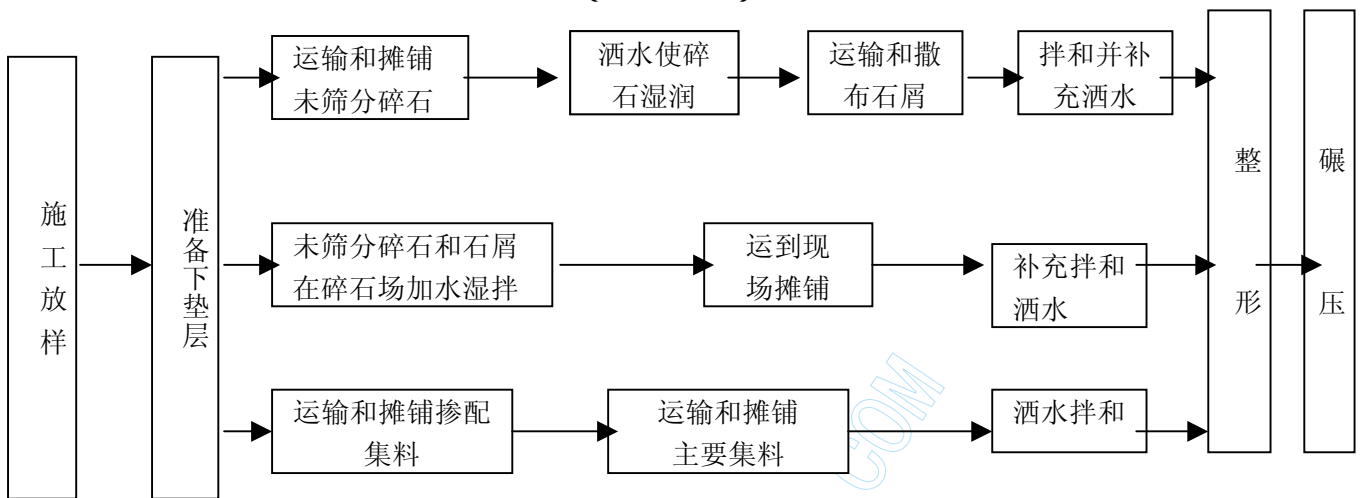 施工放样
准备下垫层
运输和摊铺
未筛分碎石
洒水使碎
石湿润
运输和撒
布石屑
拌和并补
充洒水
未筛分碎石和石屑
在碎石场加水湿拌
运到现
场摊铺
补充拌和
洒水
运输和摊铺掺配
集料
运输和摊铺
主要集料
洒水拌和
整形
碾压
COM